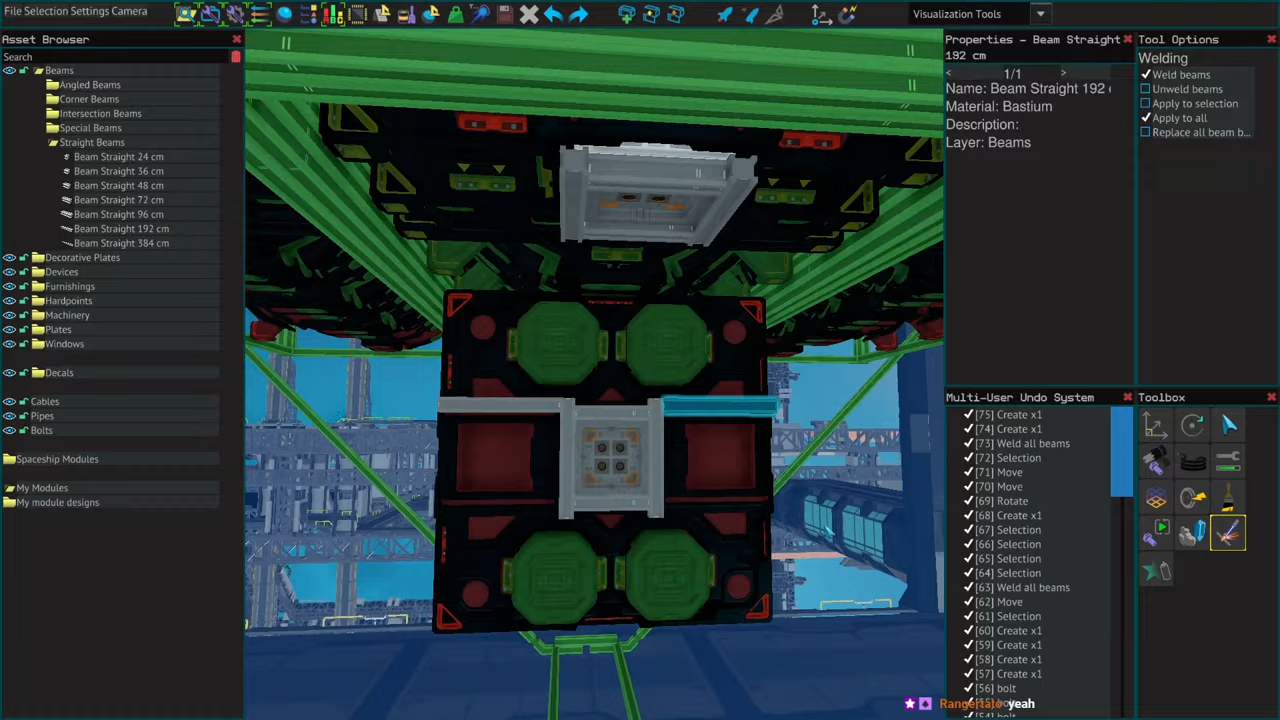 File Selection Settings Camera
Visualization Tools
Asset Browser
Search
Beams
Angled Beams
Corner Beams
Intersection Beams
Special Beams
Straight Beams
Beam Straight 24 cm
Beam Straight 36 cm
Beam Straight 48 cm
Beam Straight 72 cm
Beam Straight 96 cm
Beam Straight 192 cm
Beam Straight 384 cm
Decorative Plates
Devices
Furnishings
Hardpoints
Machinery
Plates
Windows
Decals
Cables
Pipes
Bolts
Spaceship Modules
My Modules
My module designs
Properties - Beam Straight
192 cm
< 1/1 >
Name: Beam Straight 192 c
Material: Bastium
Description:
Layer: Beams
Tool Options
Welding
Weld beams
Unweld beams
Apply to selection
Apply to all
Replace all beam b...
Multi-User Undo System
[75] Create x1
[74] Create x1
[73] Weld all beams
[72] Selection
[71] Move
[70] Move
[69] Rotate
[68] Create x1
[67] Selection
[66] Selection
[65] Selection
[64] Selection
[63] Weld all beams
[62] Move
[61] Selection
[60] Create x1
[59] Create x1
[58] Create x1
[57] Create x1
[56] bolt
Toolbox
Rangertato yeah